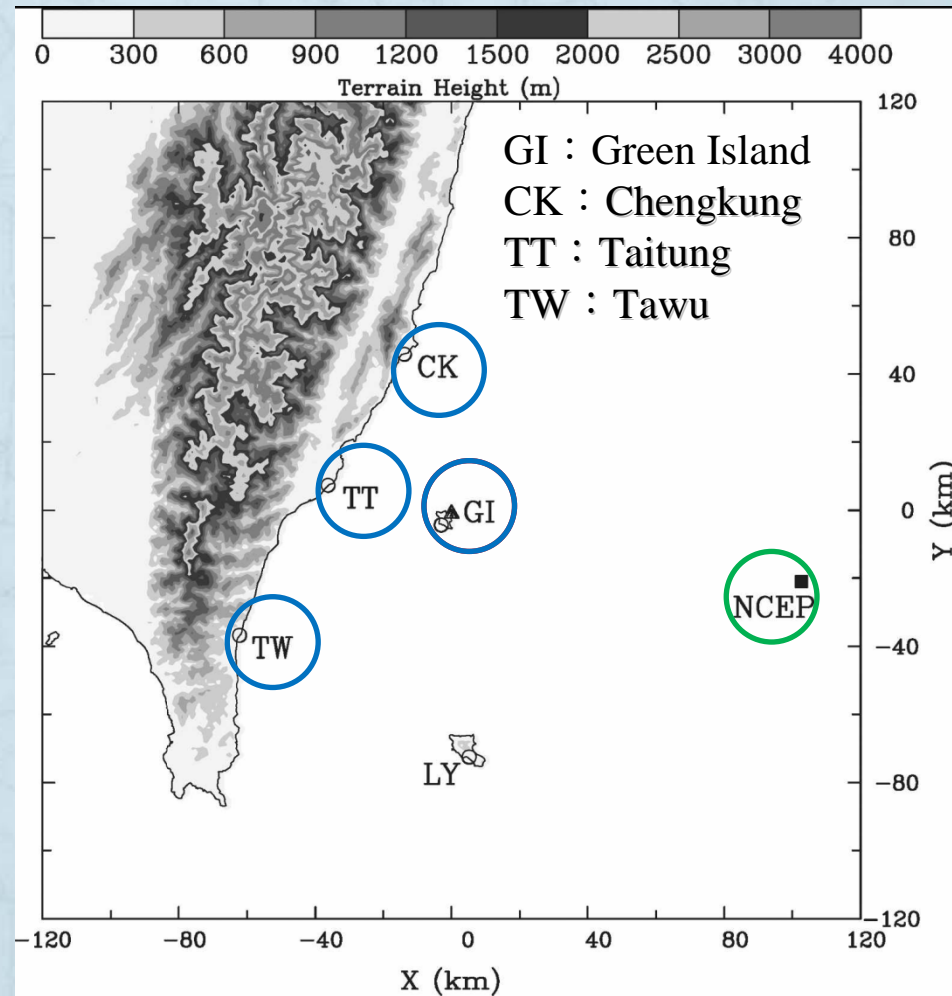 0 300 600 900 1200 1500 2000 2500 3000 4000
Terrain Height (m)
GI：Green Island
CK：Chengkung
TT：Taitung
TW：Tawu
120
80
40
0
-40
-80
-120
Y (km)
CK
TT
GI
NCEP
TW
LY
-120 -80 -40 0 40 80 120
X (km)